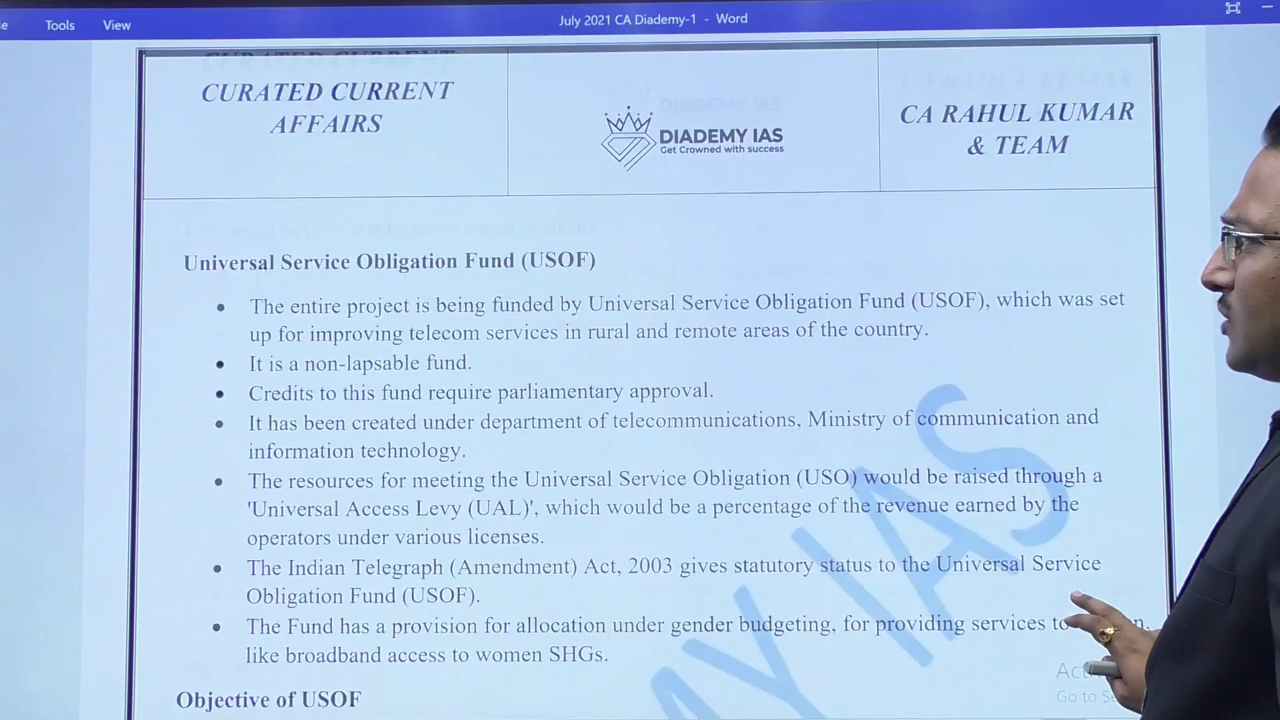 Tools View July 2021 CA Diademy-1 - Word
CURATED CURRENT
AFFAIRS
DIADEMY IAS
Get Crowned with success
CA RAHUL KUMAR
& TEAM
Universal Service Obligation Fund (USOF)
• The entire project is being funded by Universal Service Obligation Fund (USOF), which was set
up for improving telecom services in rural and remote areas of the country.
• It is a non-lapsable fund.
• Credits to this fund require parliamentary approval.
• It has been created under department of telecommunications, Ministry of communication and
information technology.
• The resources for meeting the Universal Service Obligation (USO) would be raised through a
'Universal Access Levy (UAL)', which would be a percentage of the revenue earned by the
operators under various licenses.
• The Indian Telegraph (Amendment) Act, 2003 gives statutory status to the Universal Service
Obligation Fund (USOF).
• The Fund has a provision for allocation under gender budgeting, for providing services to
like broadband access to women SHGs.
Objective of USOF
MY IAS
Go to